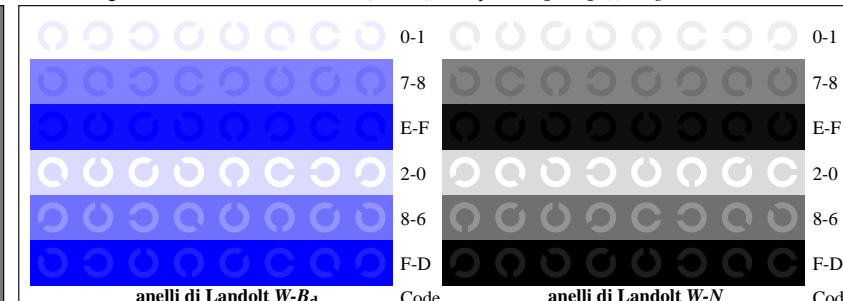 0-1 0-1
7-8 7-8
E-F E-F
2-0 2-0
8-6 8-6
F-D F-D
anelli di Landolt W-Bd Code anelli di Landolt W-N